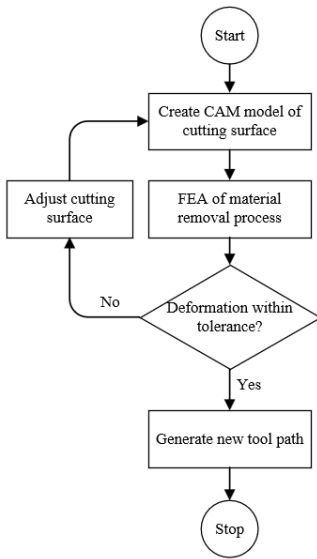 Start
Create CAM model of
cutting surface
Adjust cutting
surface
FEA of material
removal process
No
Deformation within
tolerance?
Yes
Generate new tool path
Stop